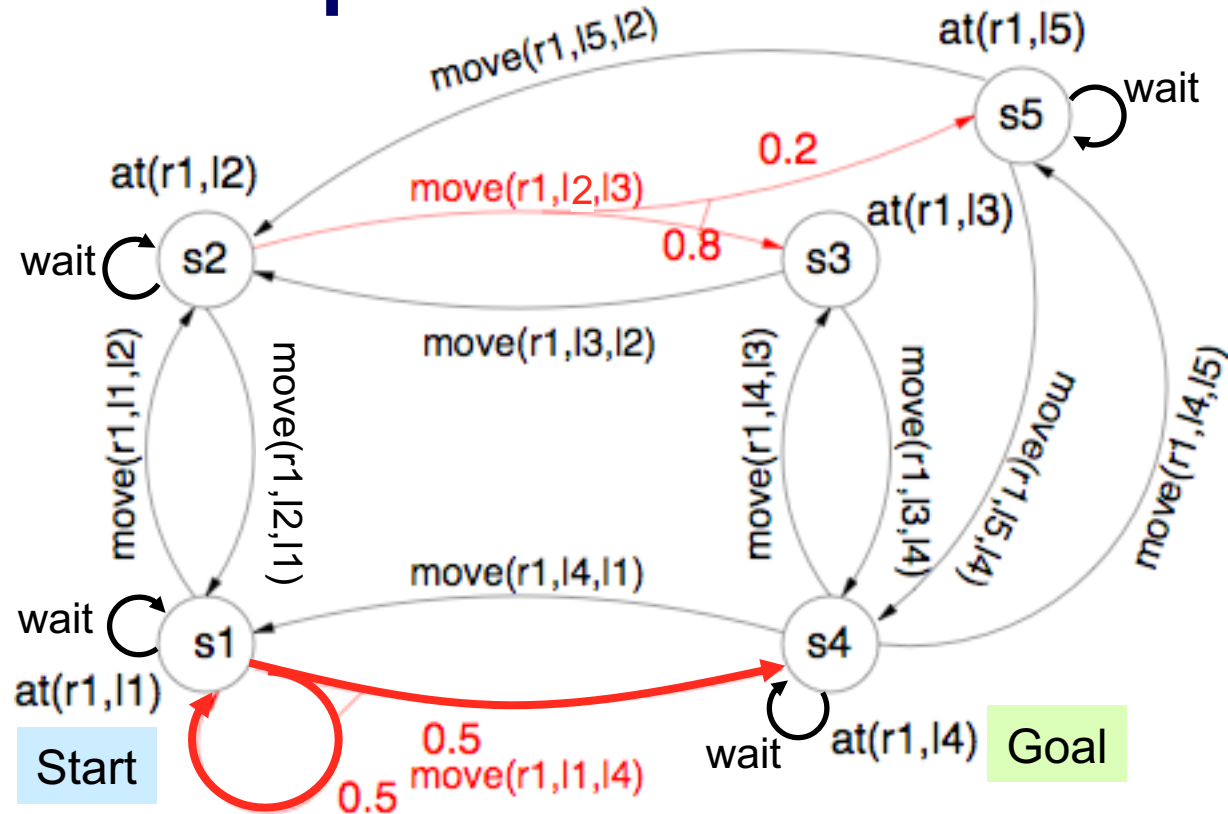 move(r1,l5,l2)
at(r1,l5)
s5
wait
0.2
at(r1,l2)
move(r1,l2,l3)
at(r1,l3)
0.8
wait
s2
s3
move(r1,l3,l2)
move(r1,l1,l2)
move(r1,l2,l1)
move(r1,l4,l3)
move(r1,l3,l4)
move(r1,l5,l4)
move(r1,l4,l5)
move(r1,l4,l1)
wait
s1
s4
at(r1,l1)
Start
0.5
move(r1,l1,l4)
0.5
wait
at(r1,l4)
Goal